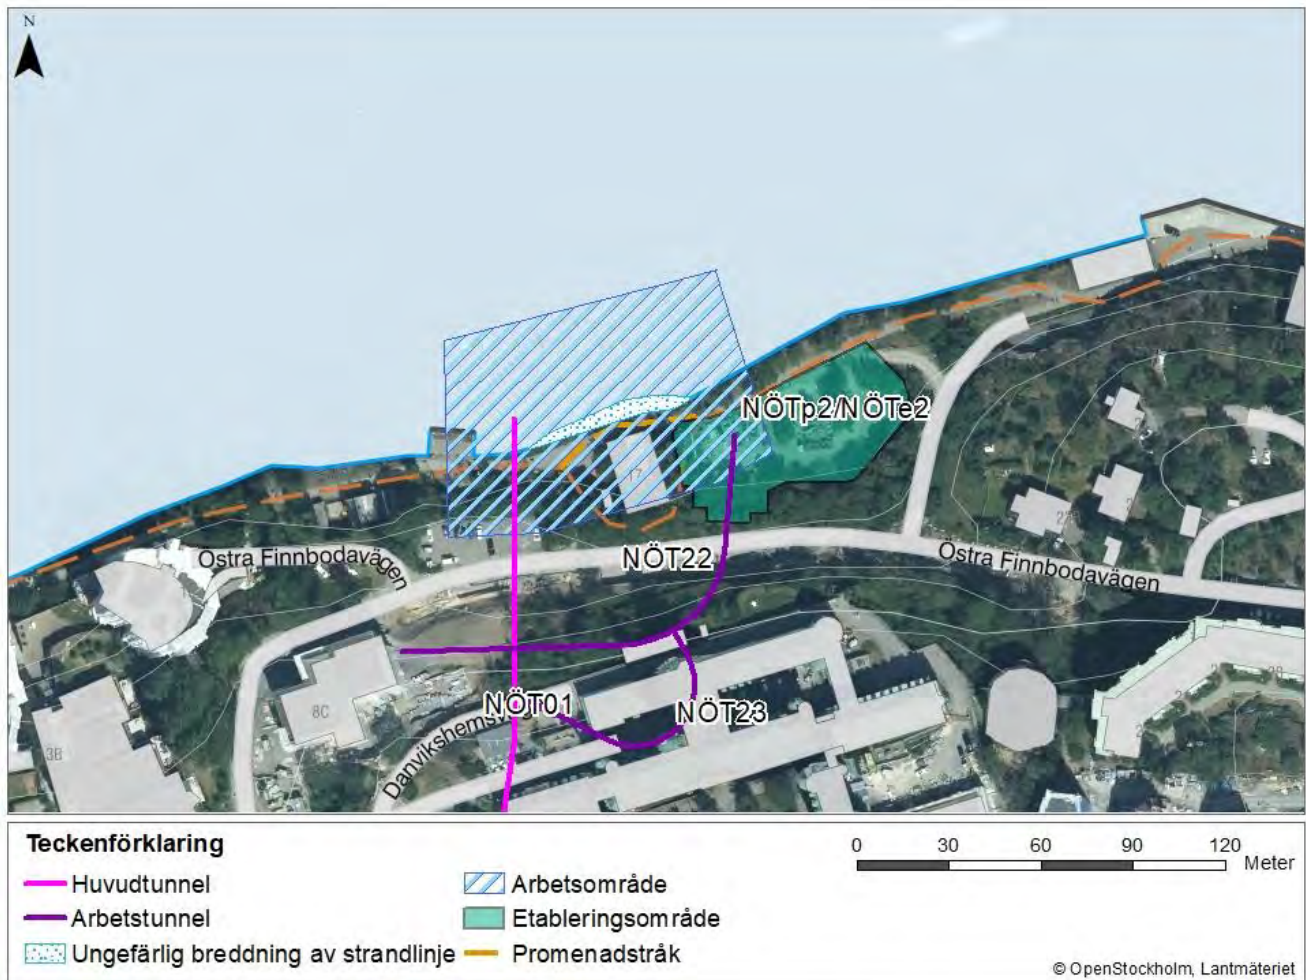 N
NÖTp2/NÖTe2
17
NÖT22
Östra Finnbodavägen
Östra Finnbodavägen
NÖT01
NÖT23
8C
3B
Teckenförklaring
Huvudtunnel
Arbetstunnel
Ungefärlig breddning av strandlinje
Arbetsområde
Etableringsområde
Promenadstråk
0 30 60 90 120
Meter
© OpenStockholm, Lantmäteriet